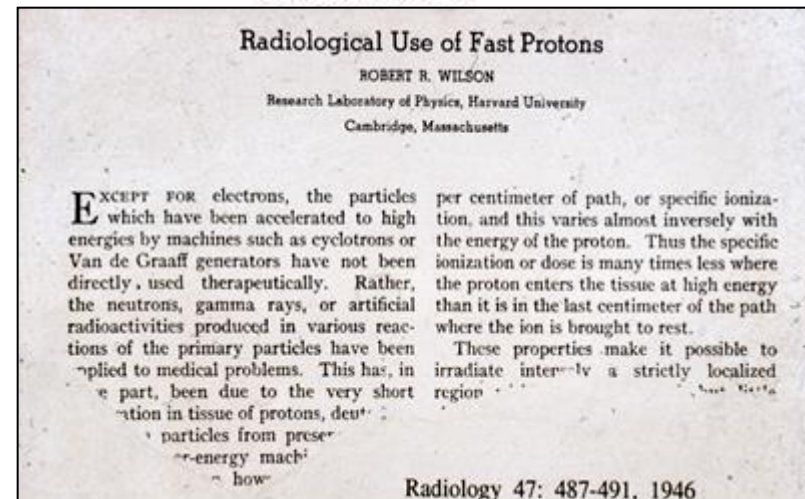 Radiological Use of Fast Protons
ROBERT R. WILSON
Research Laboratory of Physics, Harvard University
Cambridge, Massachusetts
EXCEPT FOR electrons, the particles
which have been accelerated to high
energies by machines such as cyclotrons or
Van de Graaff generators have not been
directly used therapeutically. Rather,
the neutrons, gamma rays, or artificial
radioactivities produced in various reac-
tions of the primary particles have been
plied to medical problems. This has, in
part, been due to the very short
tion in tissue of protons,
particles from
energy
how
per centimeter of path, or specific ioniza-
tion, and this varies almost inversely with
the energy of the proton. Thus the specific
ionization or dose is many times less where
the proton enters the tissue at high energy
than it is in the last centimeter of the path
where the ion is brought to rest.
These properties make it possible to
irradiate a strictly localized
region
Radiology 47: 487-491, 1946